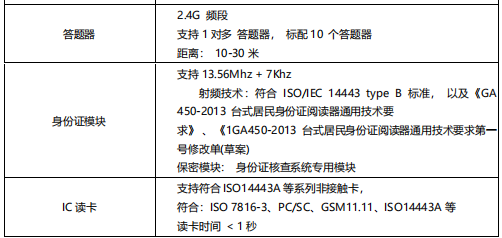 答题器
2.4G 频段
支持 1 对多 答题器， 标配 10 个答题器
距离： 10-30 米
身份证模块
支持 13.56Mhz + 7Khz
射频技术：符合 ISO/IEC 14443 type B 标准， 以及《GA
450-2013 台式居民身份证阅读器通用技术要
求》 、《1GA450-2013 台式居民身份证阅读器通用技术要求第一
号修改单(草案)
保密模块： 身份证核查系统专用模块
IC 读卡
支持符合 ISO14443A 等系列非接触卡，
符合：ISO 7816-3、PC/SC、GSM11.11、ISO14443A 等
读卡时间 < 1 秒